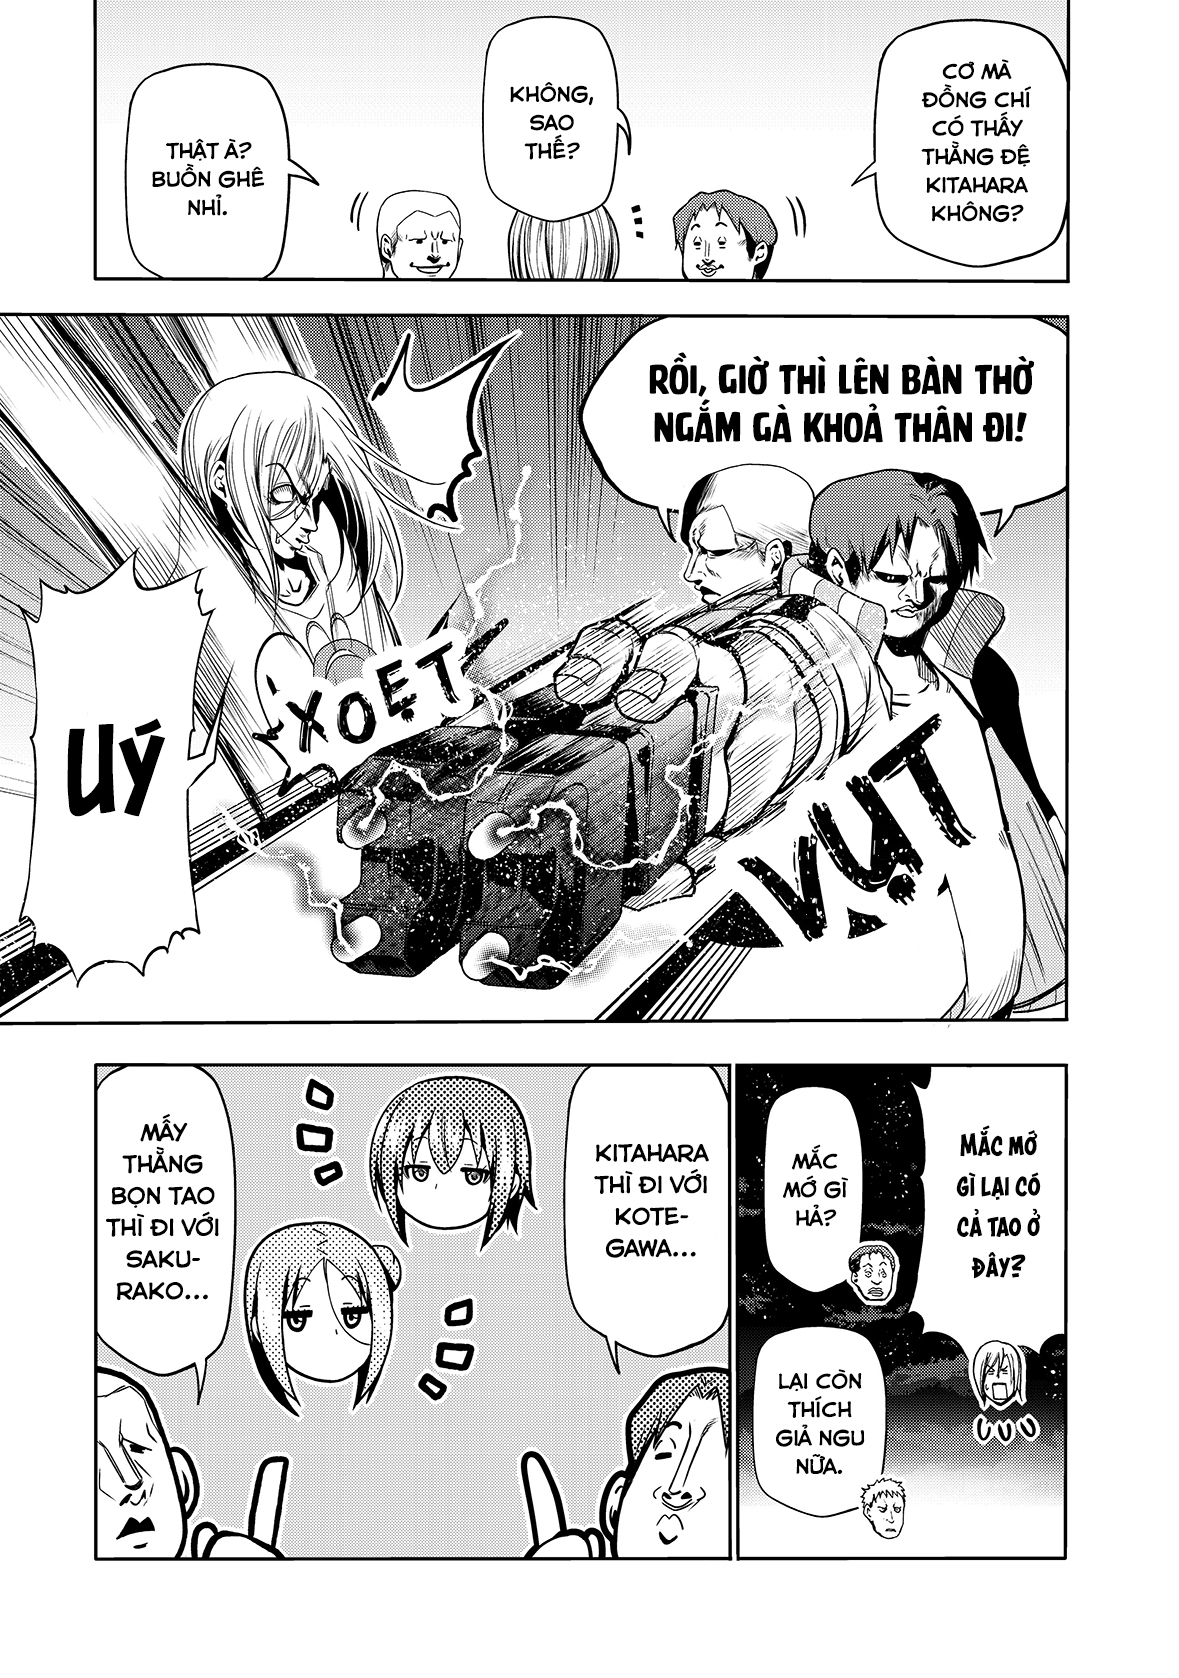 CƠ MÀ
ĐỒNG CHÍ
CÓ THẤY
THẰNG ĐỆ
KITAHARA
KHÔNG?
KHÔNG,
SAO
THẾ?
THẬT À?
BUỒN GHÊ
NHỈ.
RỒI, GIỜ THÌ LÊN BÀN THỜ
NGẮM GÀ KHOẢ THÂN ĐI!
XOẸT
VỤT
UÝ
MẮC MỚ
GÌ LẠI CÓ
CẢ TAO Ở
ĐÂY?
MẮC
MỚ GÌ
HẢ?
LẠI CÒN
THÍCH
GIẢ NGU
NỮA.
KITAHARA
THÌ ĐI VỚI
KOTE-
GAWA...
MẤY
THẰNG
BỌN TAO
THÌ ĐI VỚI
SAKU-
RAKO...